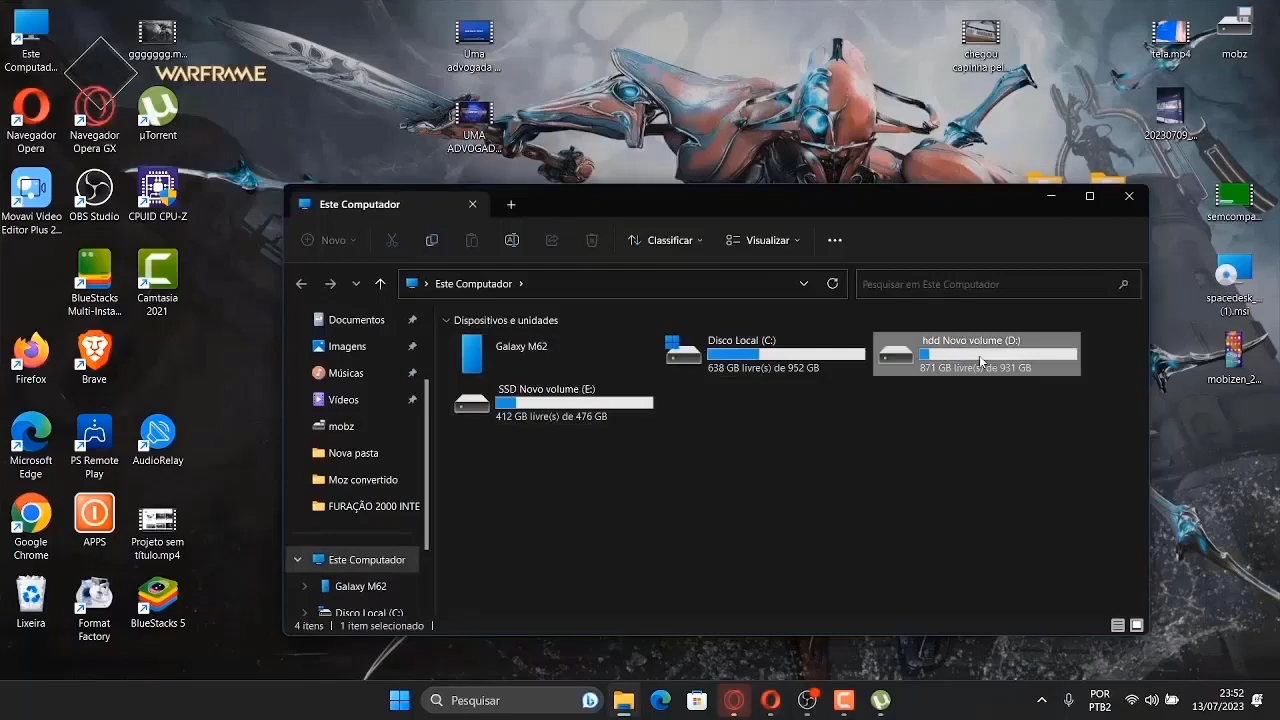 Este
Computad...
gggggg.m...
WARFRAME
Uma
advogada ...
chegou
capinha pel...
tela.mp4
mobz
Navegador
Opera
Navegador
Opera GX
µTorrent
UMA
ADVOGAD...
20230709_...
Movavi Video
Editor Plus 2...
OBS Studio
CPUID CPU-Z
semcompa...
BlueStacks
Multi-Insta...
Camtasia
2021
spacedesk_...
(1).msi
Firefox
Brave
mobizen_2...
Microsoft
Edge
PS Remote
Play
AudioRelay
Google
Chrome
APPS
Projeto sem
título.mp4
Lixeira
Format
Factory
BlueStacks 5
Este Computador
Novo
Classificar
Visualizar
Este Computador
Pesquisar em Este Computador
Documentos
Imagens
Músicas
Vídeos
mobz
Nova pasta
Moz convertido
FURAÇÃO 2000 INTE
Este Computador
Galaxy M62
Disco Local (C:)
Dispositivos e unidades
Galaxy M62
Disco Local (C:)
638 GB livre(s) de 952 GB
hdd Novo volume (D:)
871 GB livre(s) de 931 GB
SSD Novo volume (E:)
412 GB livre(s) de 476 GB
4 itens
1 item selecionado
Pesquisar
POR
PTB2
23:52
13/07/2023